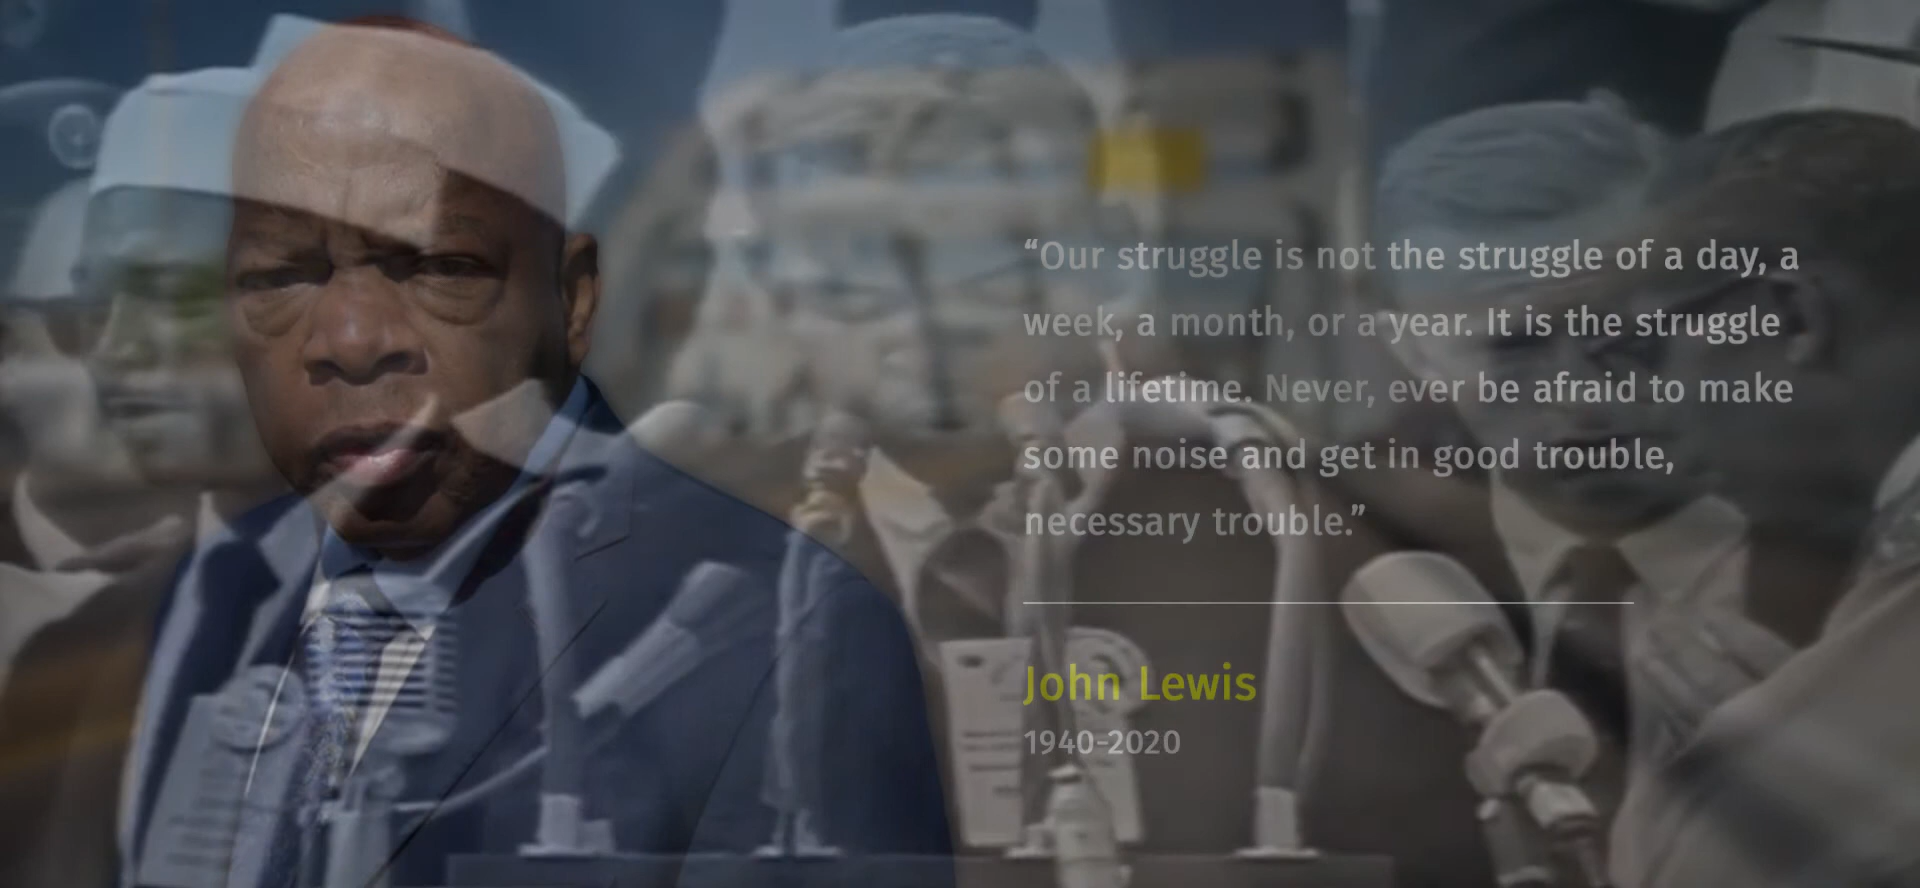 “Our struggle is not the struggle of a day, a
week, a month, or a year. It is the struggle
of a lifetime. Never, ever be afraid to make
some noise and get in good trouble,
necessary trouble.”
John Lewis
1940-2020